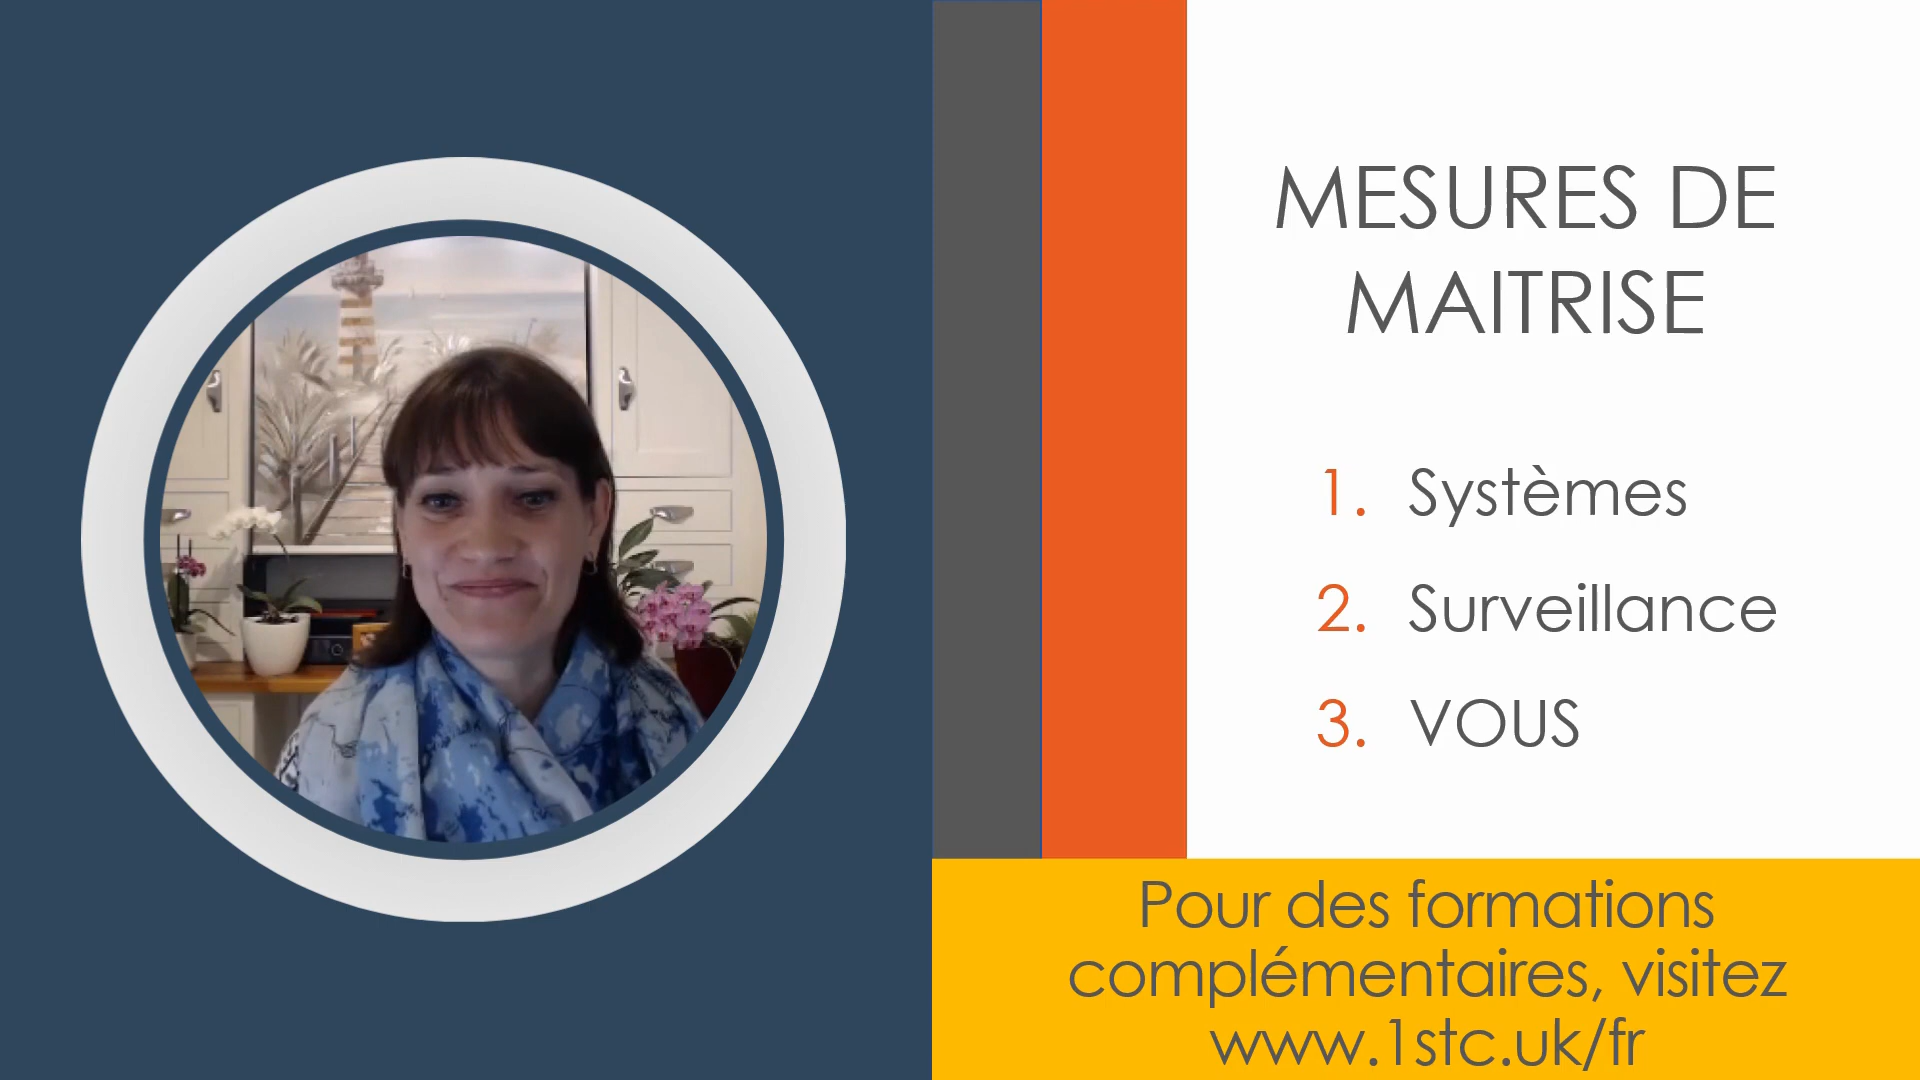 MESURES DE
MAITRISE
1. Systèmes
2. Surveillance
3. VOUS
Pour des formations
complémentaires, visitez
www.1stc.uk/fr